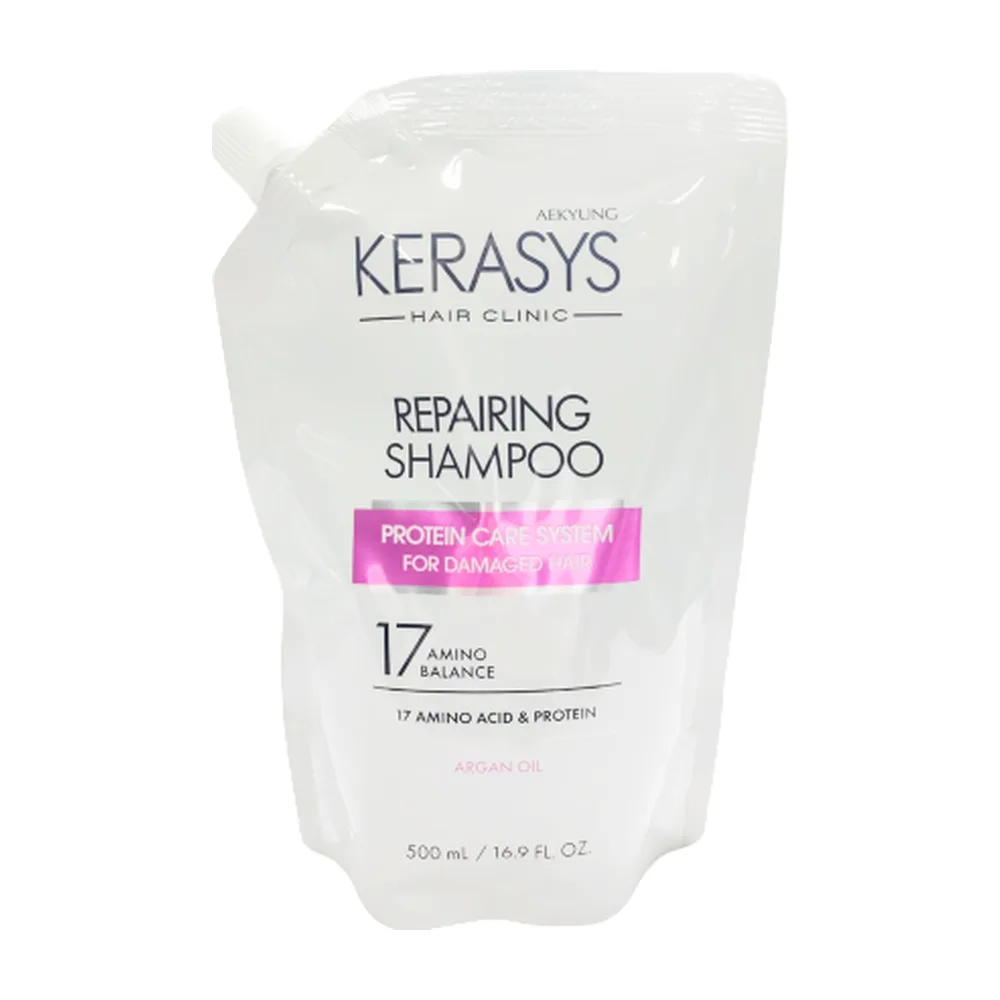 AEKYUNG
KERASYS
HAIR CLINIC
REPAIRING
SHAMPOO
PROTEIN CARE SYSTEM
FOR DAMAGED HAIR
17 AMINO
BALANCE
17 AMINO ACID & PROTEIN
ARGAN OIL
500 mL / 16.9 FL. OZ.